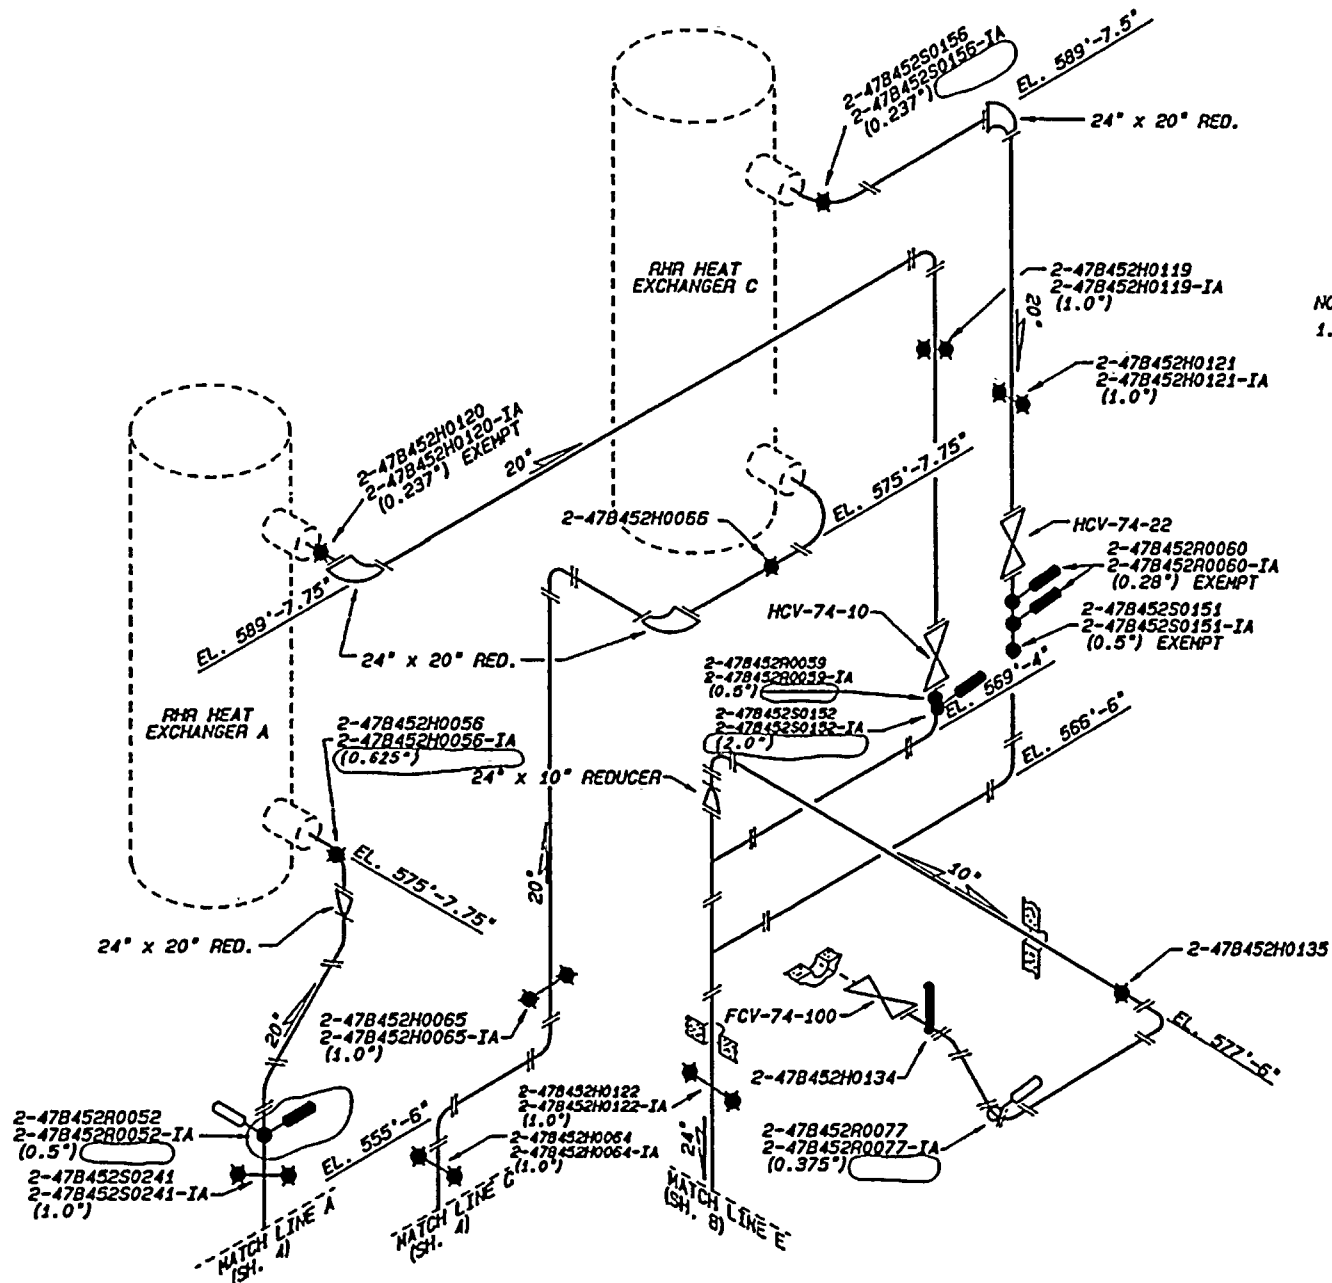 2-47B452S0156
2-47B452S0156-IA
(0.237")
EL. 589'-7.5"
24" x 20" RED.
RHR HEAT
EXCHANGER C
2-47B452H0119
2-47B452H0119-IA
(1.0")
20"
NO
1.
2-47B452H0121
2-47B452H0121-IA
(1.0")
2-47B452H0120
2-47B452H0120-IA
(0.237") EXEMPT
20"
EL. 575'-7.75"
2-47B452H0066
HCV-74-22
2-47B452R0060
2-47B452R0060-IA
(0.28") EXEMPT
HCV-74-10
2-47B452S0151
2-47B452S0151-IA
(0.5") EXEMPT
EL. 589'-7.75"
24" x 20" RED.
2-47B452R0059
2-47B452R0059-IA
(0.5")
EL. 569'-4"
RHR HEAT
EXCHANGER A
2-47B452H0056
2-47B452H0056-IA
(0.625")
2-47B452S0152
2-47B452S0152-IA
(2.0")
EL. 566'-6"
24" x 10" REDUCER
EL. 575'-7.75"
20"
10"
24" x 20" RED.
2-47B452H0135
20"
2-47B452H0065
2-47B452H0065-IA
(1.0")
FCV-74-100
EL. 577'-6"
2-47B452H0134
2-47B452H0122
2-47B452H0122-IA
(1.0")
2-47B452R0052
2-47B452R0052-IA
(0.5")
EL. 555'-6"
2-47B452H0064
2-47B452H0064-IA
(1.0")
24"
2-47B452R0077
2-47B452R0077-IA
(0.375")
2-47B452S0241
2-47B452S0241-IA
(1.0")
MATCH LINE A
(SH. 4)
MATCH LINE C
(SH. 4)
MATCH LINE E
(SH. 8)